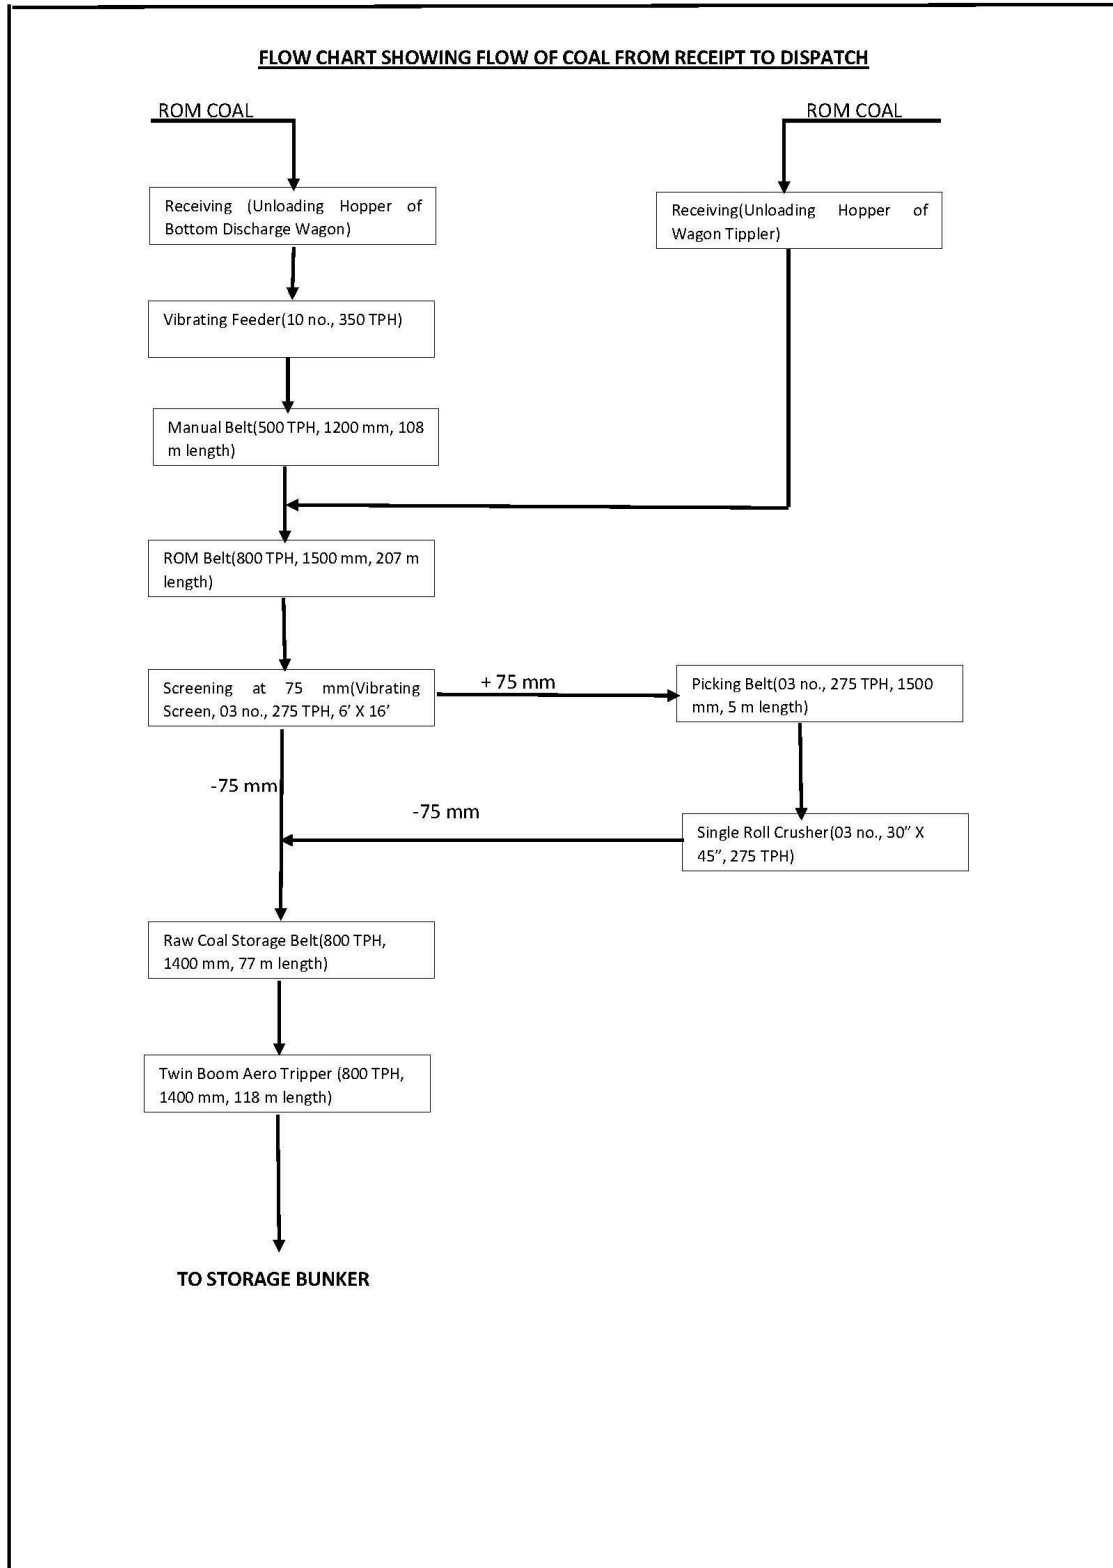 FLOW CHART SHOWING FLOW OF COAL FROM RECEIPT TO DISPATCH
ROM COAL
ROM COAL
Receiving (Unloading Hopper of
Bottom Discharge Wagon)
Receiving(Unloading Hopper of
Wagon Tippler)
Vibrating Feeder(10 no., 350 TPH)
Manual Belt(500 TPH, 1200 mm, 108
m length)
ROM Belt(800 TPH, 1500 mm, 207 m
length)
Screening at 75 mm(Vibrating
Screen, 03 no., 275 TPH, 6’ X 16’
+ 75 mm
Picking Belt(03 no., 275 TPH, 1500
mm, 5 m length)
-75 mm
-75 mm
Single Roll Crusher(03 no., 30” X
45”, 275 TPH)
Raw Coal Storage Belt(800 TPH,
1400 mm, 77 m length)
Twin Boom Aero Tripper (800 TPH,
1400 mm, 118 m length)
TO STORAGE BUNKER